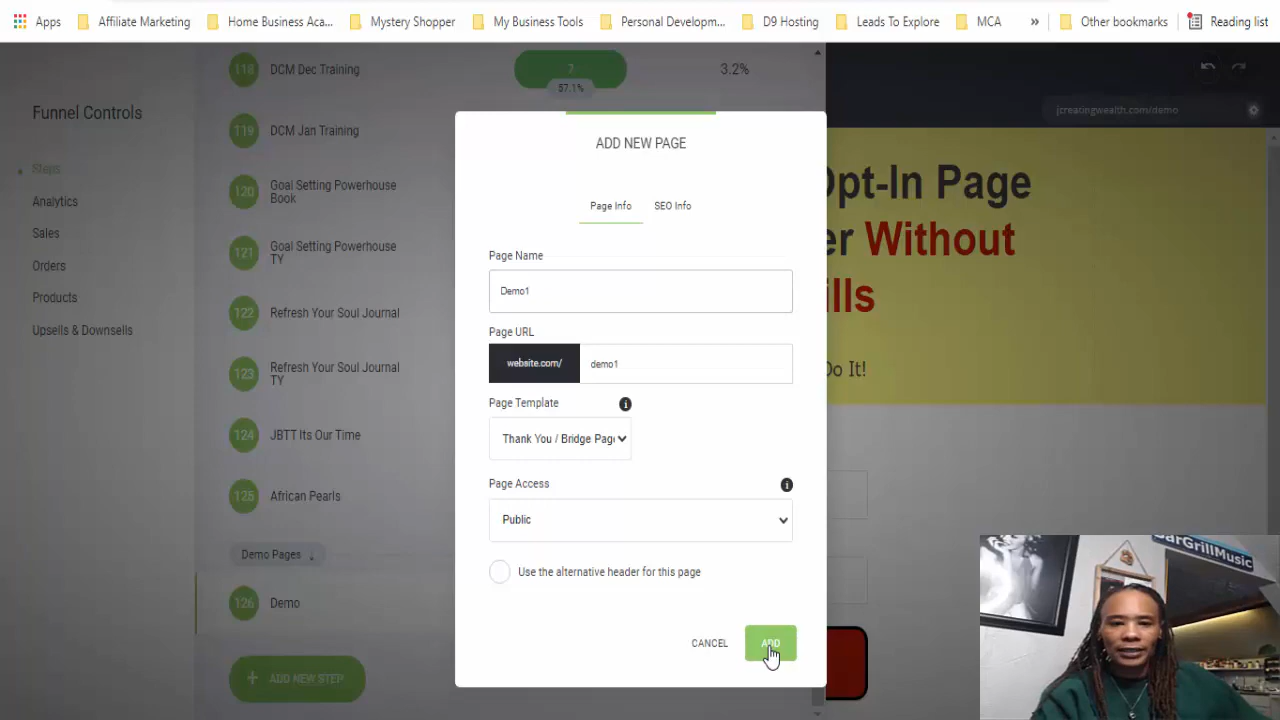 Apps
Affiliate Marketing
Home Business Aca...
Mystery Shopper
My Business Tools
Personal Developm...
D9 Hosting
Leads To Explore
MCA
»
Other bookmarks
Reading list
Funnel Controls
Steps
Analytics
Sales
Orders
Products
Upsells & Downsells
118 DCM Dec Training
57.1%
3.2%
119 DCM Jan Training
120 Goal Setting Powerhouse
Book
121 Goal Setting Powerhouse
TY
122 Refresh Your Soul Journal
123 Refresh Your Soul Journal
TY
124 JBTT Its Our Time
125 African Pearls
Demo Pages
126 Demo
+ ADD NEW STEP
ADD NEW PAGE
Page Info
SEO Info
Page Name
Demo1
Page URL
website.com/
demo1
Page Template
Thank You / Bridge Page
Page Access
Public
Use the alternative header for this page
CANCEL
ADD
jcreatingwealth.com/demo
Opt-In Page
er Without
ills
Do It!
BarGrillMusic